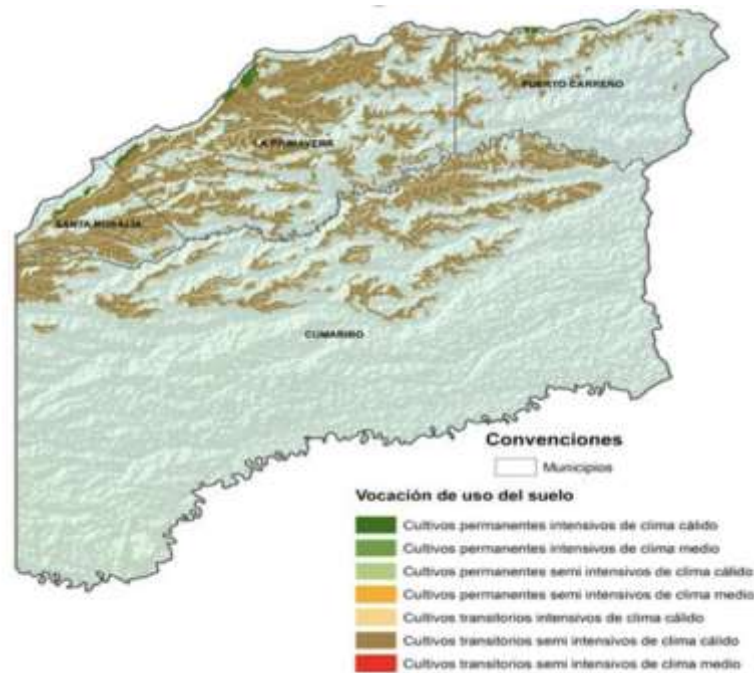 PUERTO CARREÑO
LA PRIMAVERA
SANTA ROSALÍA
CUMARIBO
Convenciones
Municipios
Vocación de uso del suelo
Cultivos permanentes intensivos de clima cálido
Cultivos permanentes intensivos de clima medio
Cultivos permanentes semi intensivos de clima cálido
Cultivos permanentes semi intensivos de clima medio
Cultivos transitorios intensivos de clima cálido
Cultivos transitorios semi intensivos de clima cálido
Cultivos transitorios semi intensivos de clima medio